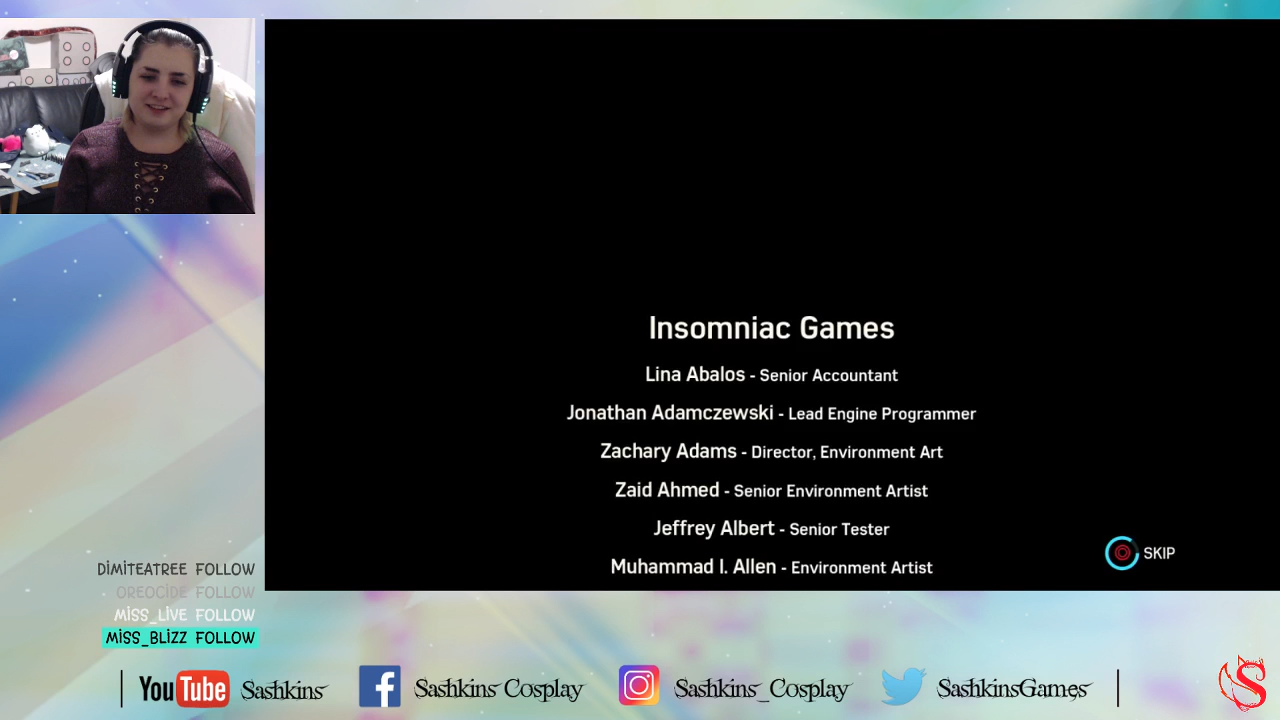 Insomniac Games
Lina Abalos - Senior Accountant
Jonathan Adamczewski - Lead Engine Programmer
Zachary Adams - Director, Environment Art
Zaid Ahmed - Senior Environment Artist
Jeffrey Albert - Senior Tester
Muhammad I. Allen - Environment Artist
SKIP
DIMITEATREE FOLLOW
OREOCIDE FOLLOW
MISS_LIVE FOLLOW
MISS_BLIZZ FOLLOW
| YouTube Sashkins Sashkins Cosplay Sashkins_Cosplay SashkinsGames |